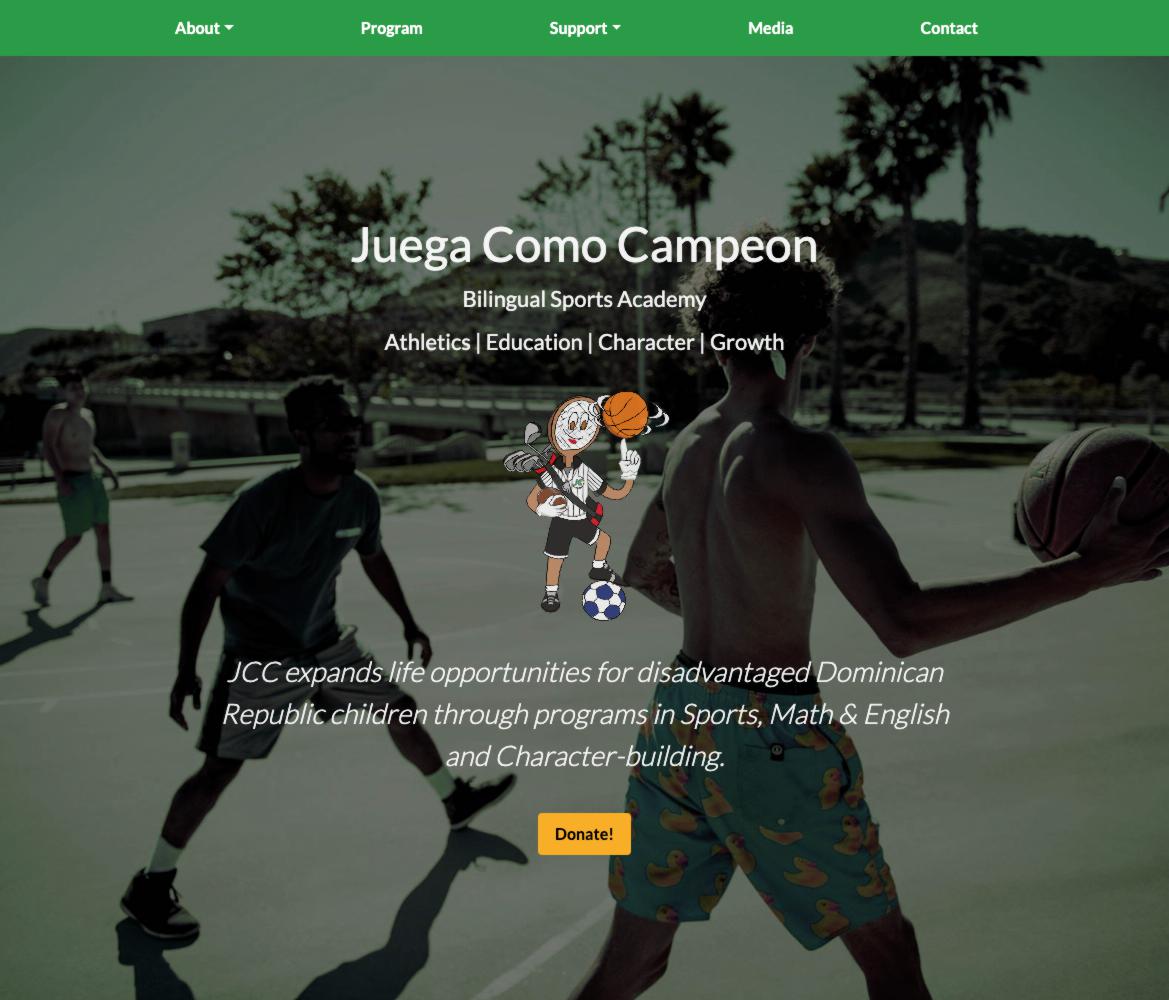 About
Program
Support
Media
Contact
Juega Como Campeon
Bilingual Sports Academy
Athletics | Education | Character | Growth
JCC expands life opportunities for disadvantaged Dominican
Republic children through programs in Sports, Math & English
and Character-building.
Donate!